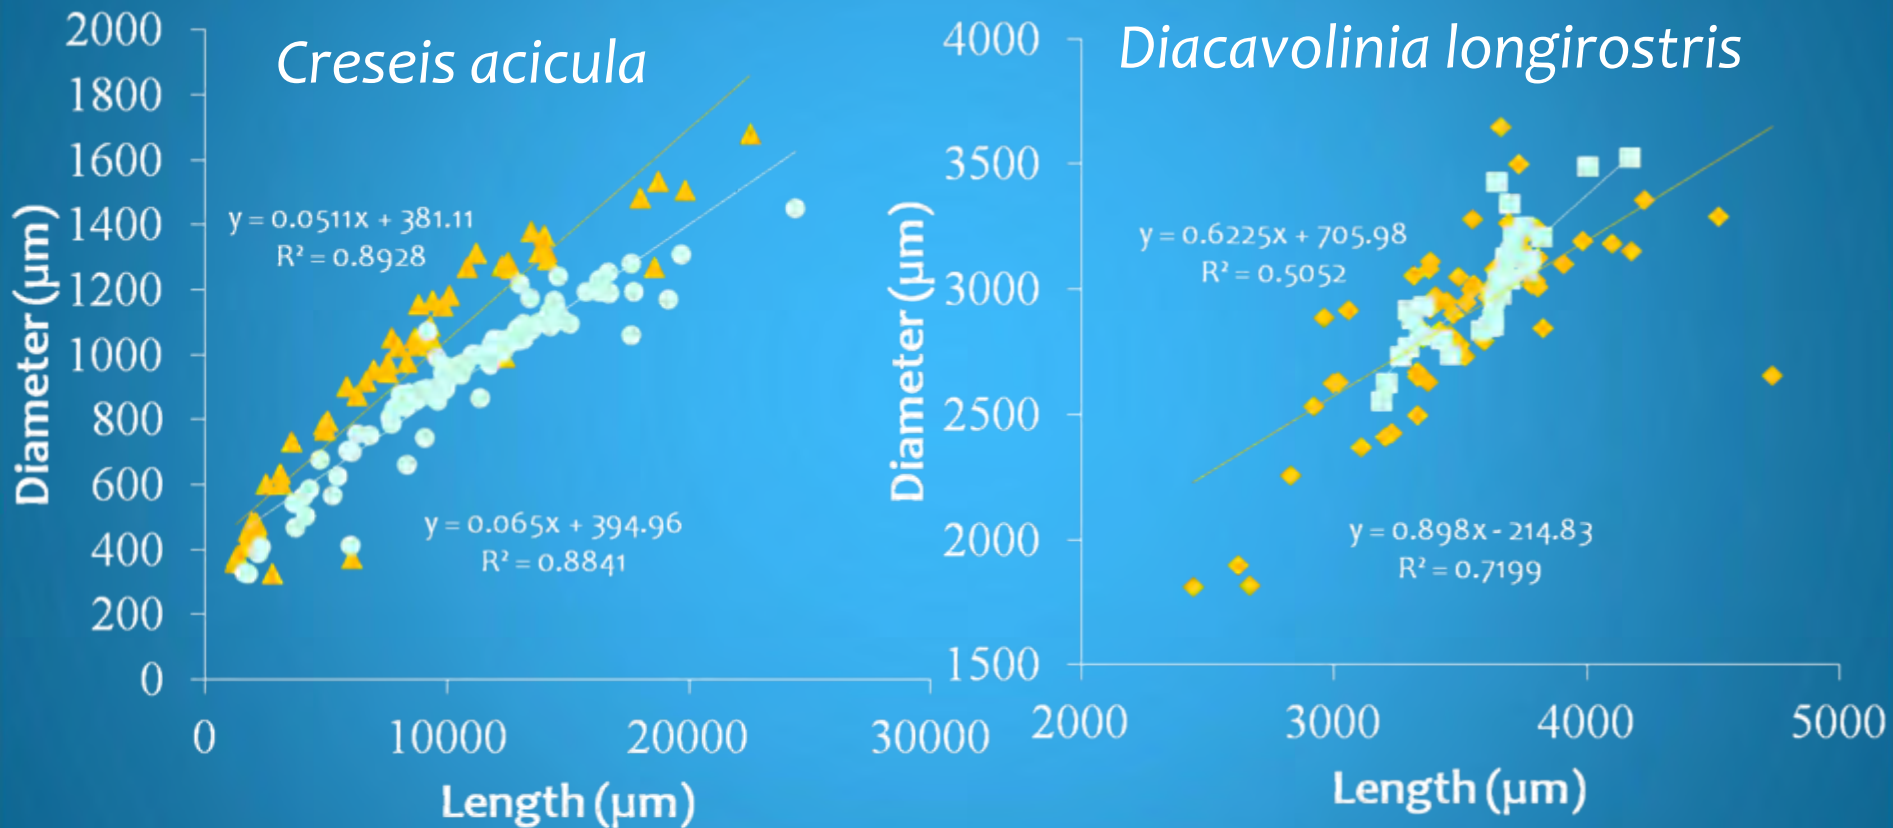 Creseis acicula
2000
1800
1600
1400
1200
1000
800
600
400
200
0
Diameter (µm)
y = 0.0511x + 381.11
R² = 0.8928
y = 0.065x + 394.96
R² = 0.8841
0 10000 20000 30000
Length (µm)
Diacavolinia longirostris
4000
3500
3000
2500
2000
1500
Diameter (µm)
y = 0.6225x + 705.98
R² = 0.5052
y = 0.898x - 214.83
R² = 0.7199
2000 3000 4000 5000
Length (µm)